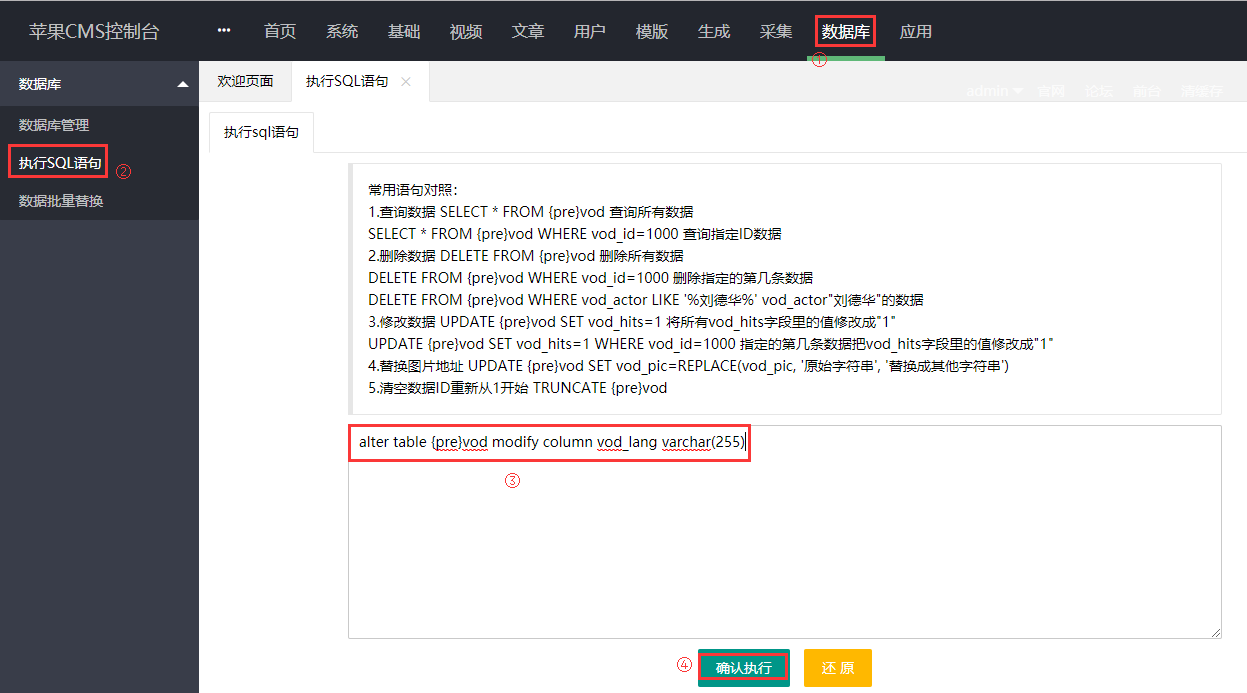 苹果CMS控制台 ··· 首页 系统 基础 视频 文章 用户 模版 生成 采集 数据库 应用
①
数据库
欢迎页面 执行SQL语句 ×
admin 官网 论坛 前台 清缓存
数据库管理
执行sql语句
执行SQL语句 ②
数据批量替换
常用语句对照：
1.查询数据 SELECT * FROM {pre}vod 查询所有数据
SELECT * FROM {pre}vod WHERE vod_id=1000 查询指定ID数据
2.删除数据 DELETE FROM {pre}vod 删除所有数据
DELETE FROM {pre}vod WHERE vod_id=1000 删除指定的第几条数据
DELETE FROM {pre}vod WHERE vod_actor LIKE '%刘德华%' vod_actor"刘德华"的数据
3.修改数据 UPDATE {pre}vod SET vod_hits=1 将所有vod_hits字段里的值修改成"1"
UPDATE {pre}vod SET vod_hits=1 WHERE vod_id=1000 指定的第几条数据把vod_hits字段里的值修改成"1"
4.替换图片地址 UPDATE {pre}vod SET vod_pic=REPLACE(vod_pic, '原始字符串', '替换成其他字符串')
5.清空数据ID重新从1开始 TRUNCATE {pre}vod
alter table {pre}vod modify column vod_lang varchar(255)
③
④ 确认执行 还 原